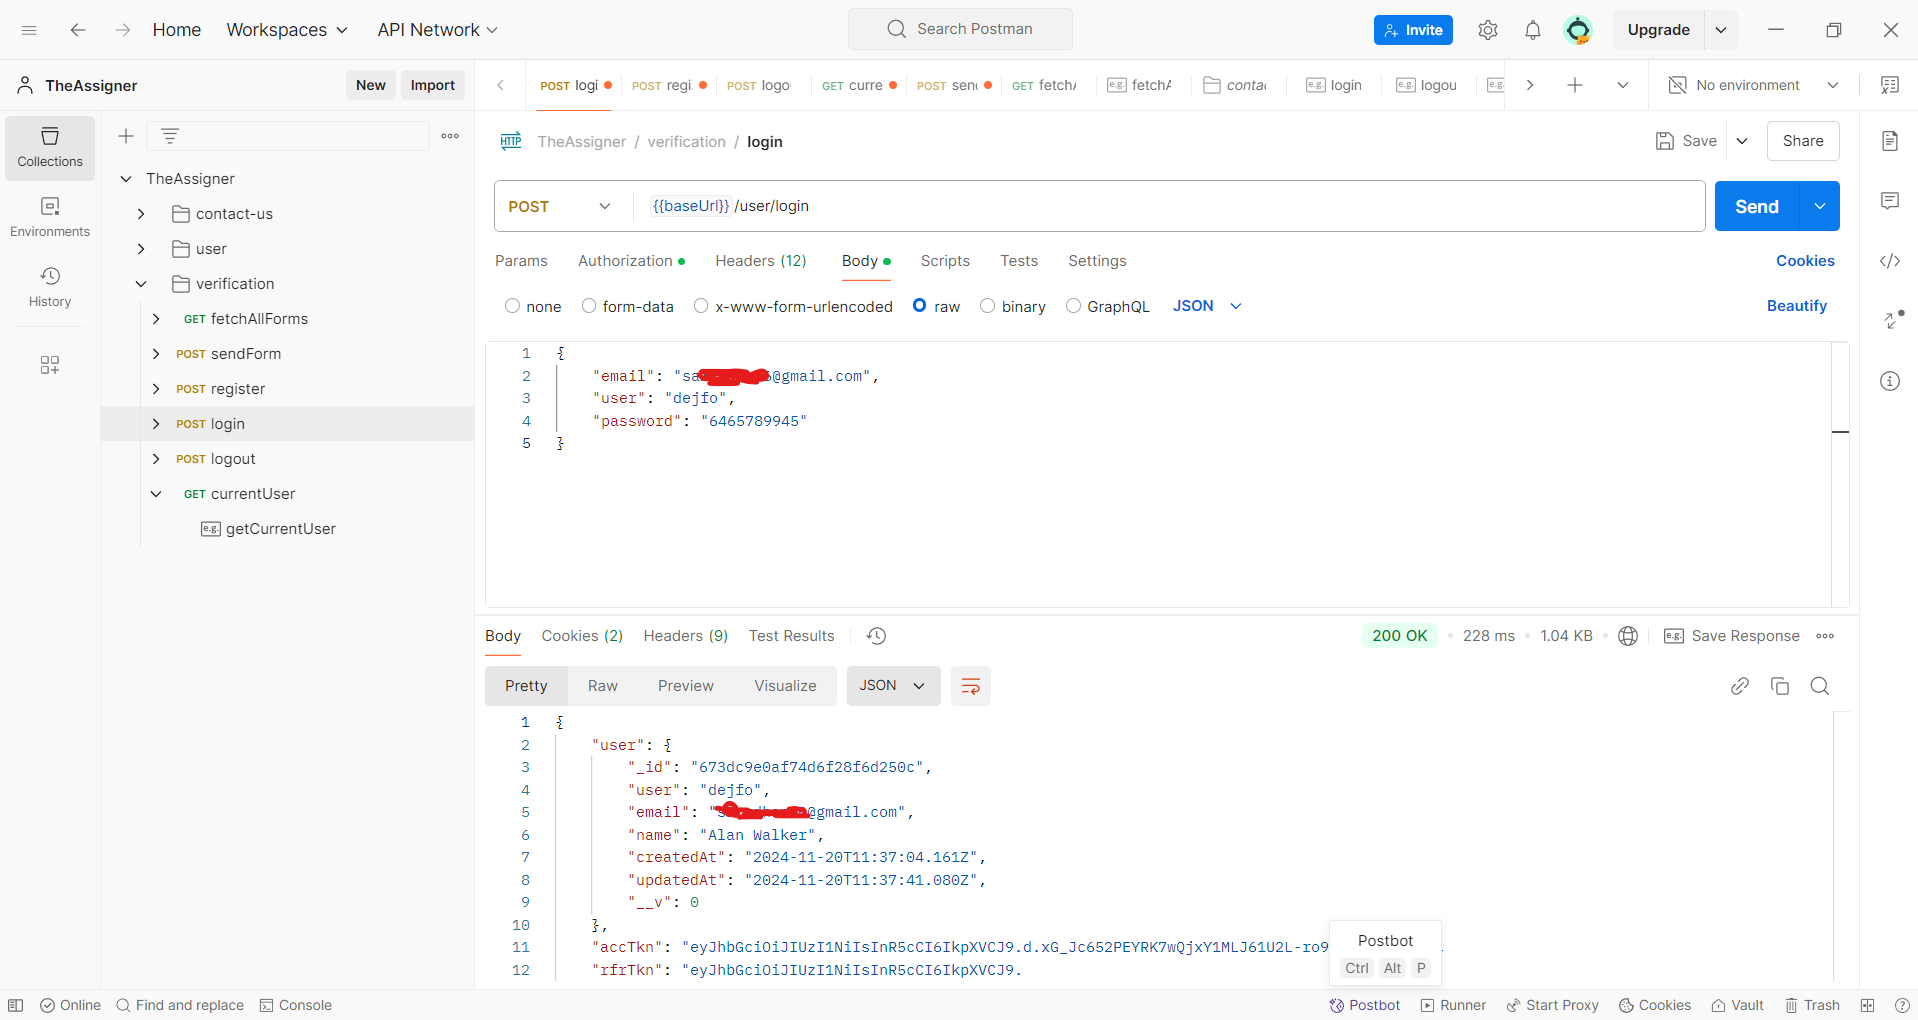 Home Workspaces API Network Search Postman Invite Upgrade
TheAssigner New Import
POST logi POST regi POST logo GET curre POST send GET fetchA e.g. fetchA conta e.g. login e.g. logou e.g. No environment
Collections
Environments
History
TheAssigner
contact-us
user
verification
GET fetchAllForms
POST sendForm
POST register
POST login
POST logout
GET currentUser
e.g. getCurrentUser
HTTP TheAssigner / verification / login Save Share
POST {{baseUrl}} /user/login Send
Params Authorization Headers (12) Body Scripts Tests Settings Cookies
none form-data x-www-form-urlencoded raw binary GraphQL JSON Beautify
1 {
2 "email": "sa 6@gmail.com",
3 "user": "dejfo",
4 "password": "6465789945"
5 }
Body Cookies (2) Headers (9) Test Results 200 OK 228 ms 1.04 KB e.g. Save Response
Pretty Raw Preview Visualize JSON
1 {
2 "user": {
3 "_id": "673dc9e0af74d6f28f6d250c",
4 "user": "dejfo",
5 "email": "s @gmail.com",
6 "name": "Alan Walker",
7 "createdAt": "2024-11-20T11:37:04.161Z",
8 "updatedAt": "2024-11-20T11:37:41.080Z",
9 "__v": 0
10 },
11 "accTkn": "eyJhbGciOiJIUzI1NiIsInR5cCI6IkpXVCJ9.d.xG_Jc652PEYRK7wQjxY1MLJ61U2L-ro9
12 "rfrTkn": "eyJhbGciOiJIUzI1NiIsInR5cCI6IkpXVCJ9.
Postbot
Ctrl Alt P
Online Find and replace Console Postbot Runner Start Proxy Cookies Vault Trash